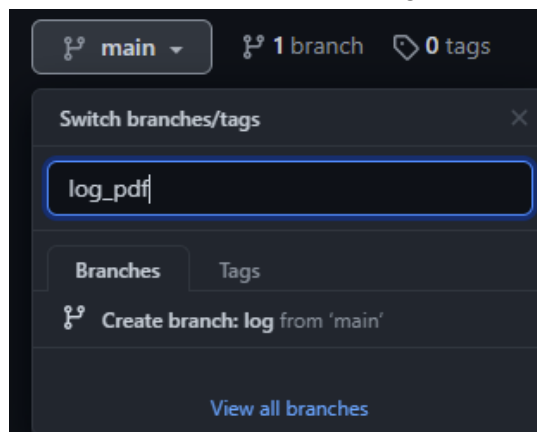 main 1 branch 0 tags
Switch branches/tags
log_pdf
Branches Tags
Create branch: log from 'main'
View all branches